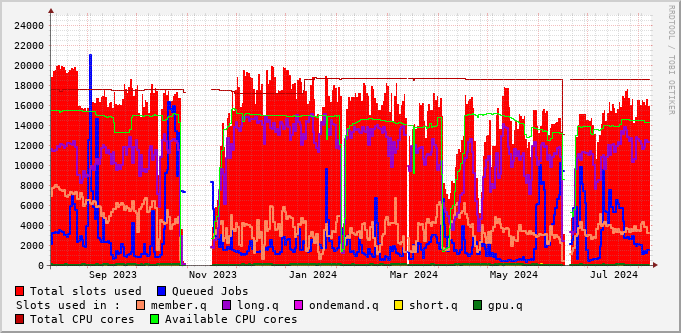 24000
22000
20000
18000
16000
14000
12000
10000
8000
6000
4000
2000
0
Sep 2023 Nov 2023 Jan 2024 Mar 2024 May 2024 Jul 2024
RRDTOOL / TOBI OETIKER
Total slots used Queued Jobs
Slots used in : member.q long.q ondemand.q short.q gpu.q
Total CPU cores Available CPU cores